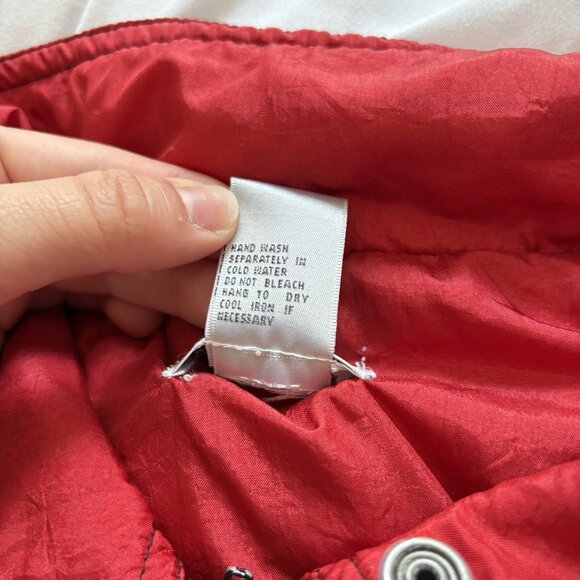 HAND WASH
SEPARATELY IN
COLD WATER
DO NOT BLEACH
HANG TO DRY
COOL IRON IF
NECESSARY